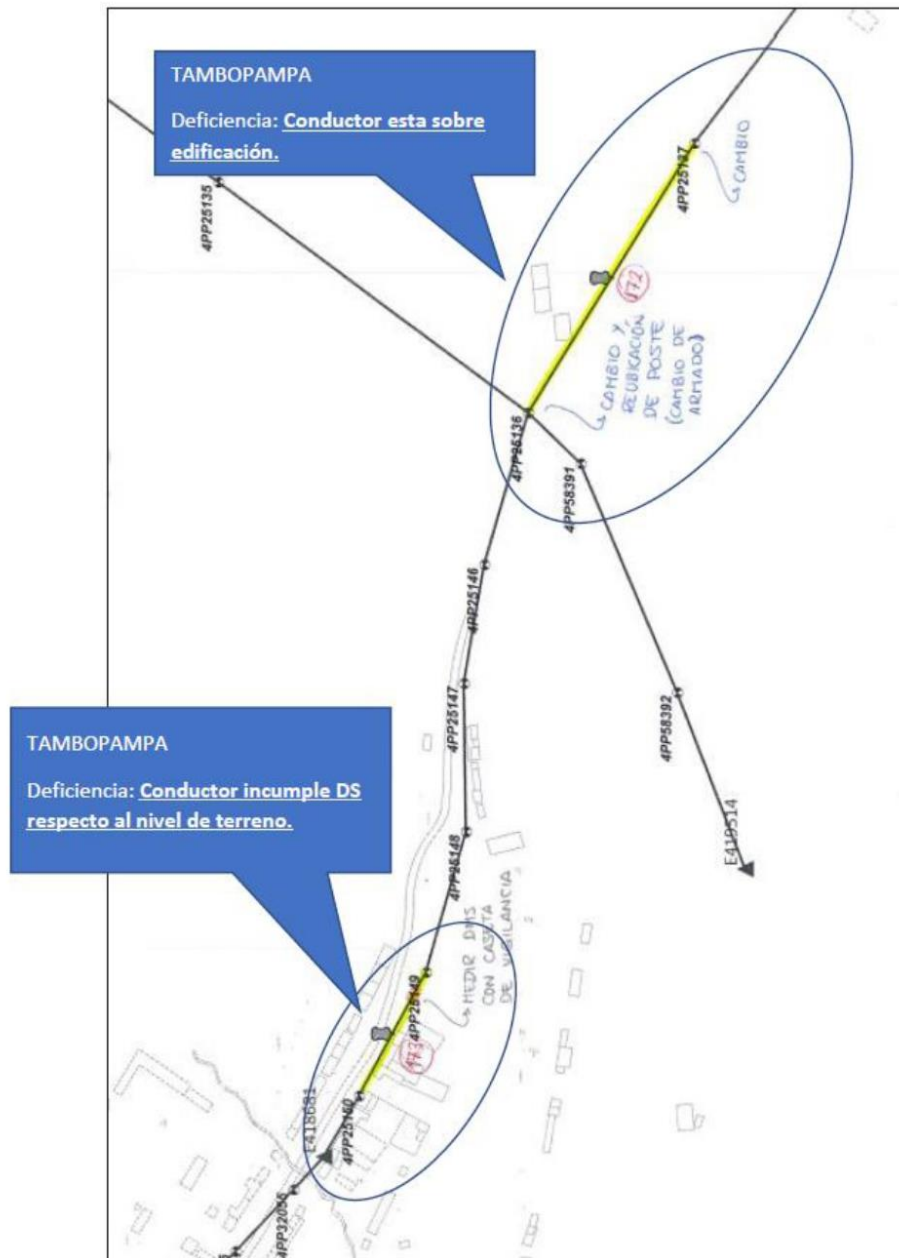 TAMBOPAMPA
Deficiencia: Conductor esta sobre
edificación.
4PP25135
4PP25137
CAMBIO
172
CAMBIO Y
REUBICACIÓN
DE POSTE
(CAMBIO DE
ARMADO)
4PP25136
4PP58391
4PP25146
4PP25147
4PP58392
TAMBOPAMPA
Deficiencia: Conductor incumple DS
respecto al nivel de terreno.
4PP25148
E419514
MEDIR DMS
CON CASETA
DE VIGILANCIA
4PP25149
173
E418681
4PP25160